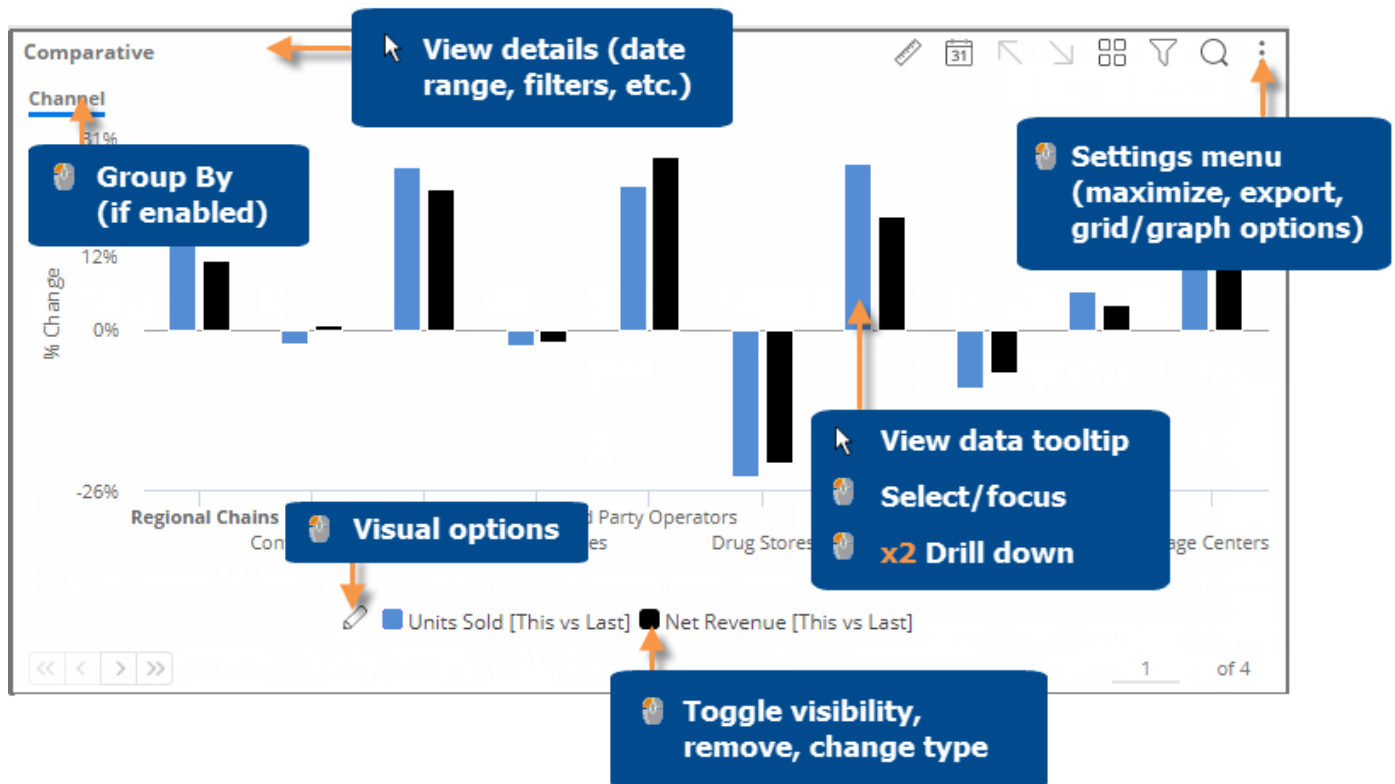 Comparative
View details (date
range, filters, etc.)
31
Channel
31%
Group By
(if enabled)
Settings menu
(maximize, export,
grid/graph options)
12%
% Change
0%
View data tooltip
Select/focus
x2 Drill down
-26%
Regional Chains
Party Operators
Drug Stores
Centers
Visual options
Units Sold [This vs Last]
Net Revenue [This vs Last]
<< < > >>
1 of 4
Toggle visibility,
remove, change type